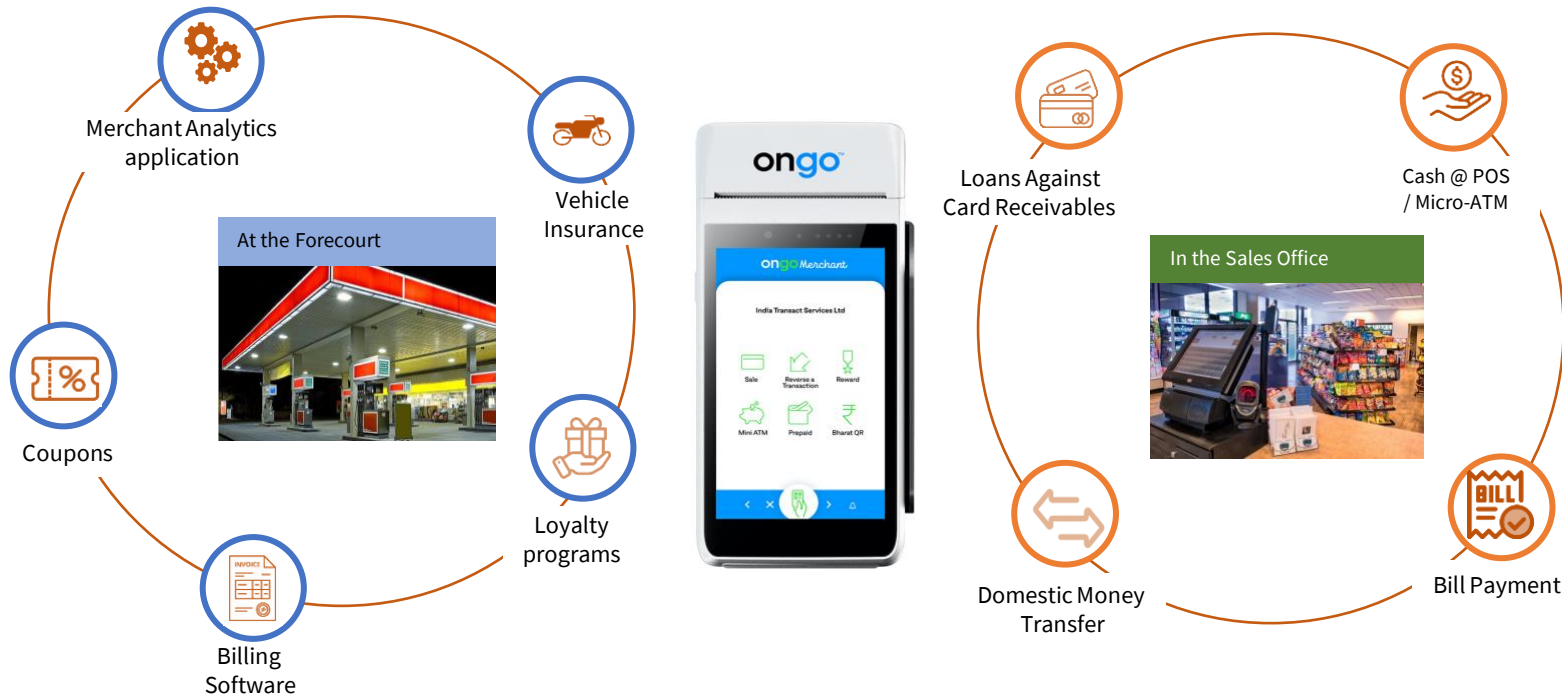 Merchant Analytics
application
Vehicle
Insurance
At the Forecourt
%
Coupons
Loyalty
programs
INVOICE
Billing
Software
ongo™
ongo Merchant
India Transact Services Ltd
Sale
Reverse a
Transaction
Reward
Mini ATM
Prepaid
Bharat QR
Loans Against
Card Receivables
$
Cash @ POS
/ Micro-ATM
In the Sales Office
Domestic Money
Transfer
BILL
Bill Payment